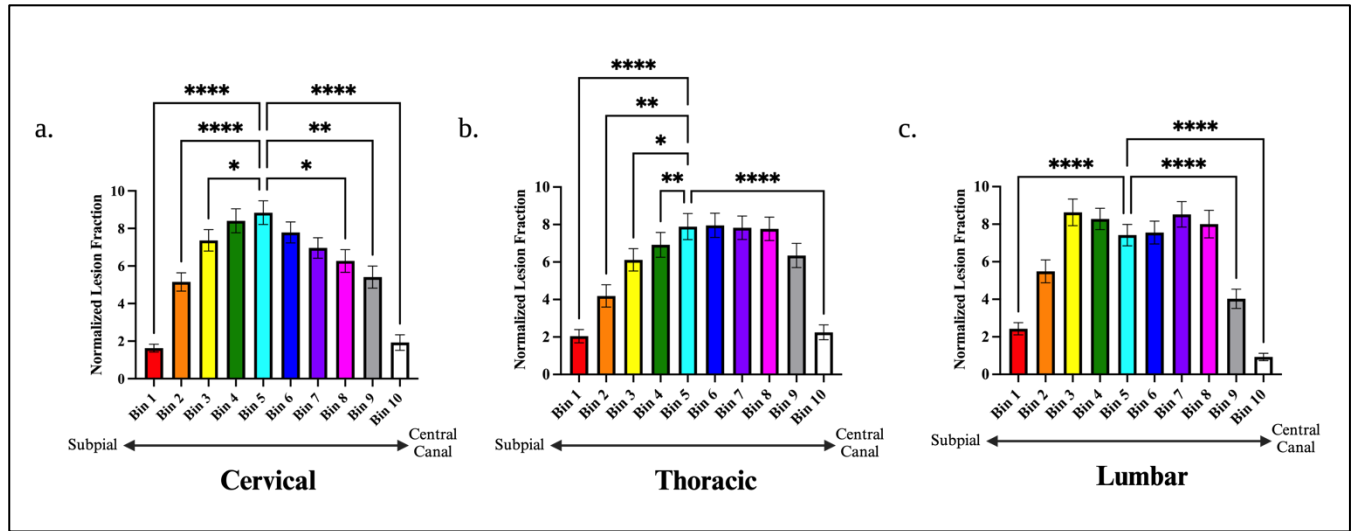 a.
**** ****
**** **
* *
Normalized Lesion Fraction
10
8
6
4
2
0
Bin 1 Bin 2 Bin 3 Bin 4 Bin 5 Bin 6 Bin 7 Bin 8 Bin 9 Bin 10
Subpial
Central
Canal
Cervical
b.
****
**
*
** ****
Normalized Lesion Fraction
10
8
6
4
2
0
Bin 1 Bin 2 Bin 3 Bin 4 Bin 5 Bin 6 Bin 7 Bin 8 Bin 9 Bin 10
Subpial
Central
Canal
Thoracic
c.
****
**** ****
Normalized Lesion Fraction
10
8
6
4
2
0
Bin 1 Bin 2 Bin 3 Bin 4 Bin 5 Bin 6 Bin 7 Bin 8 Bin 9 Bin 10
Subpial
Central
Canal
Lumbar